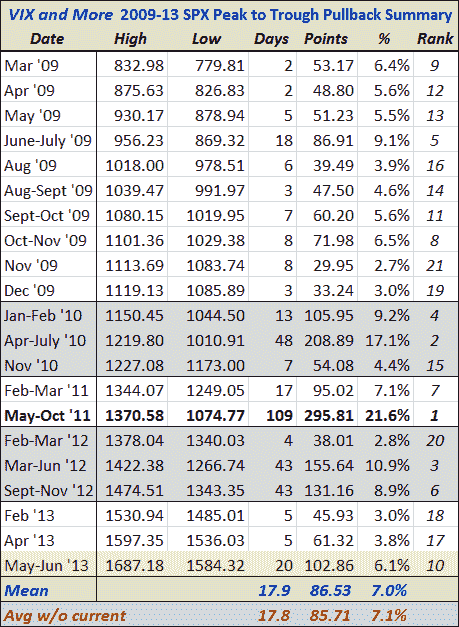 VIX and More 2009-13 SPX Peak to Trough Pullback Summary
Date High Low Days Points % Rank
Mar '09 832.98 779.81 2 53.17 6.4% 9
Apr '09 875.63 826.83 2 48.80 5.6% 12
May '09 930.17 878.94 5 51.23 5.5% 13
June-July '09 956.23 869.32 18 86.91 9.1% 5
Aug '09 1018.00 978.51 6 39.49 3.9% 16
Aug-Sept '09 1039.47 991.97 3 47.50 4.6% 14
Sept-Oct '09 1080.15 1019.95 7 60.20 5.6% 11
Oct-Nov '09 1101.36 1029.38 8 71.98 6.5% 8
Nov '09 1113.69 1083.74 8 29.95 2.7% 21
Dec '09 1119.13 1085.89 3 33.24 3.0% 19
Jan-Feb '10 1150.45 1044.50 13 105.95 9.2% 4
Apr-July '10 1219.80 1010.91 48 208.89 17.1% 2
Nov '10 1227.08 1173.00 7 54.08 4.4% 15
Feb-Mar '11 1344.07 1249.05 17 95.02 7.1% 7
May-Oct '11 1370.58 1074.77 109 295.81 21.6% 1
Feb-Mar '12 1378.04 1340.03 4 38.01 2.8% 20
Mar-Jun '12 1422.38 1266.74 43 155.64 10.9% 3
Sept-Nov '12 1474.51 1343.35 43 131.16 8.9% 6
Feb '13 1530.94 1485.01 5 45.93 3.0% 18
Apr '13 1597.35 1536.03 5 61.32 3.8% 17
May-Jun '13 1687.18 1584.32 20 102.86 6.1% 10
Mean 17.9 86.53 7.0%
Avg w/o current 17.8 85.71 7.1%